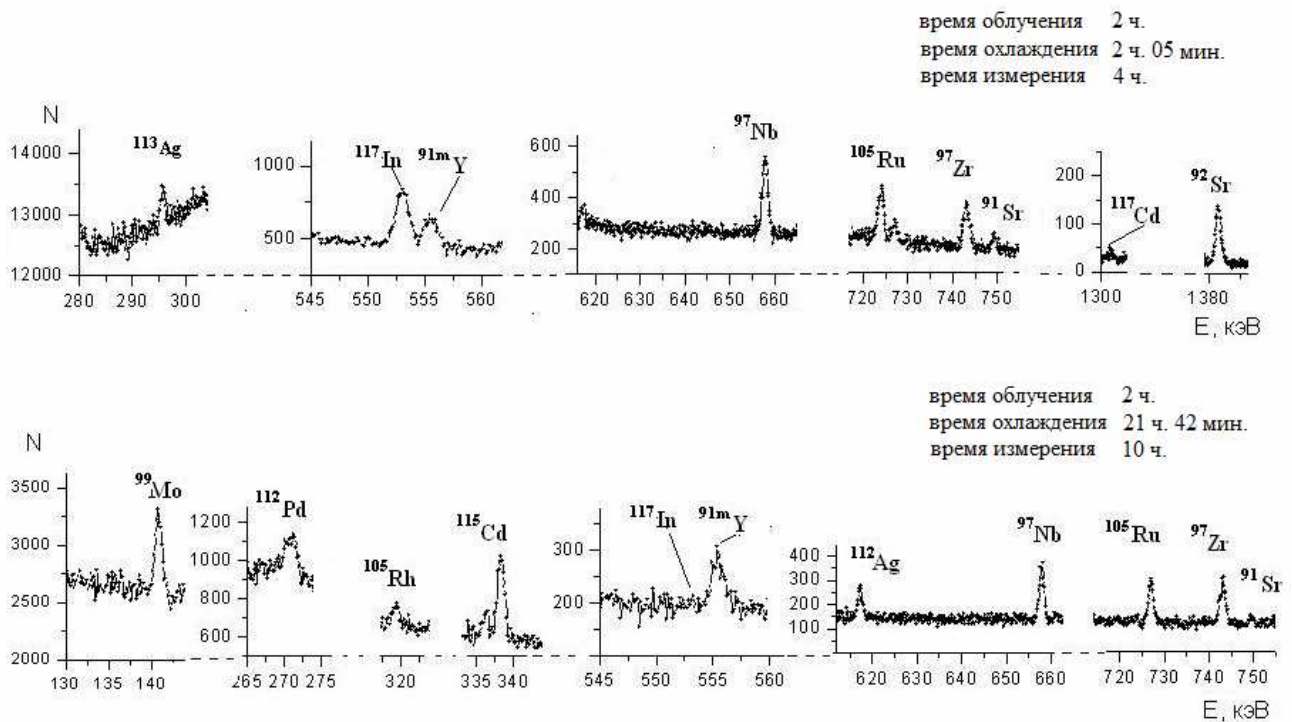 время облучения 2 ч.
время охлаждения 2 ч. 05 мин.
время измерения 4 ч.
N
14000
13000
12000
280 290 300
¹¹³Ag
1000
500
545 550 555 560
¹¹⁷In ⁹¹ᵐY
600
400
200
620 630 640 650 660
⁹⁷Nb
720 730 740 750
¹⁰⁵Ru ⁹⁷Zr ⁹¹Sr
200
100
0
1300 1380
¹¹⁷Cd ⁹²Sr
E, кэВ
время облучения 2 ч.
время охлаждения 21 ч. 42 мин.
время измерения 10 ч.
N
3500
3000
2500
2000
130 135 140
⁹⁹Mo
1200
1000
800
600
265 270 275
¹¹²Pd
320 335 340
¹⁰⁵Rh ¹¹⁵Cd
300
200
545 550 555 560
¹¹⁷In ⁹¹ᵐY
400
300
200
100
620 630 640 650 660
¹¹²Ag ⁹⁷Nb
720 730 740 750
¹⁰⁵Ru ⁹⁷Zr ⁹¹Sr
E, кэВ